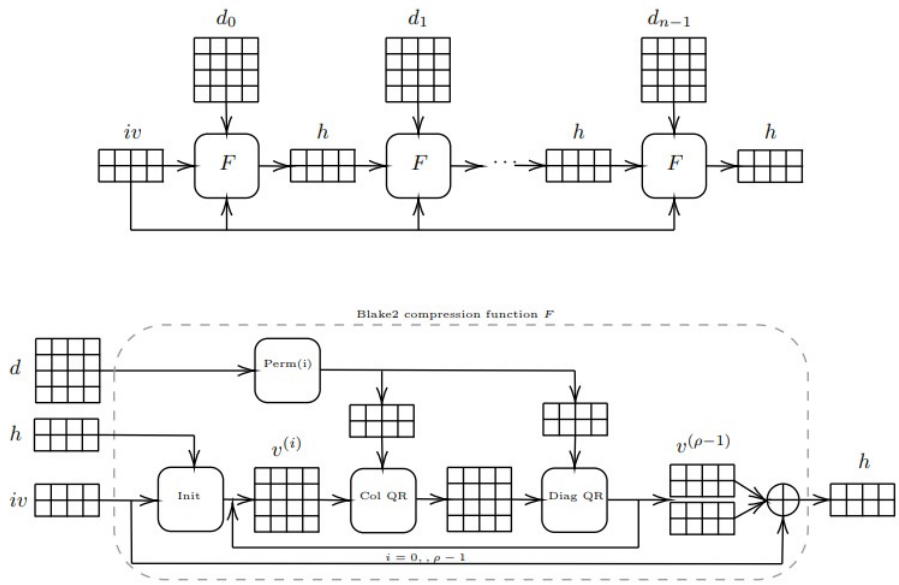 d₀ d₁ dₙ₋₁
iv h h h
F F ... F
Blake2 compression function F
d Perm(i)
h v⁽ⁱ⁾ v⁽ρ⁻¹⁾ h
iv Init Col QR Diag QR
i = 0, , ρ − 1